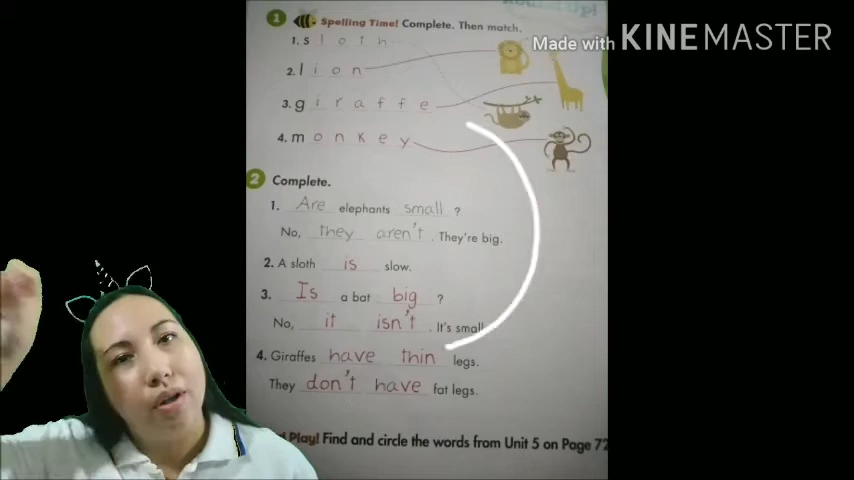 1 Spelling Time! Complete. Then match.
Made with KINEMASTER
1. s l o t h
2. l i o n
3. g i r a f f e
4. m o n k e y
2 Complete.
1. Are elephants small ?
No, they aren't . They're big.
2. A sloth is slow.
3. Is a bat big ?
No, it isn't . It's small
4. Giraffes have thin legs.
They don't have fat legs.
Play! Find and circle the words from Unit 5 on Page 72